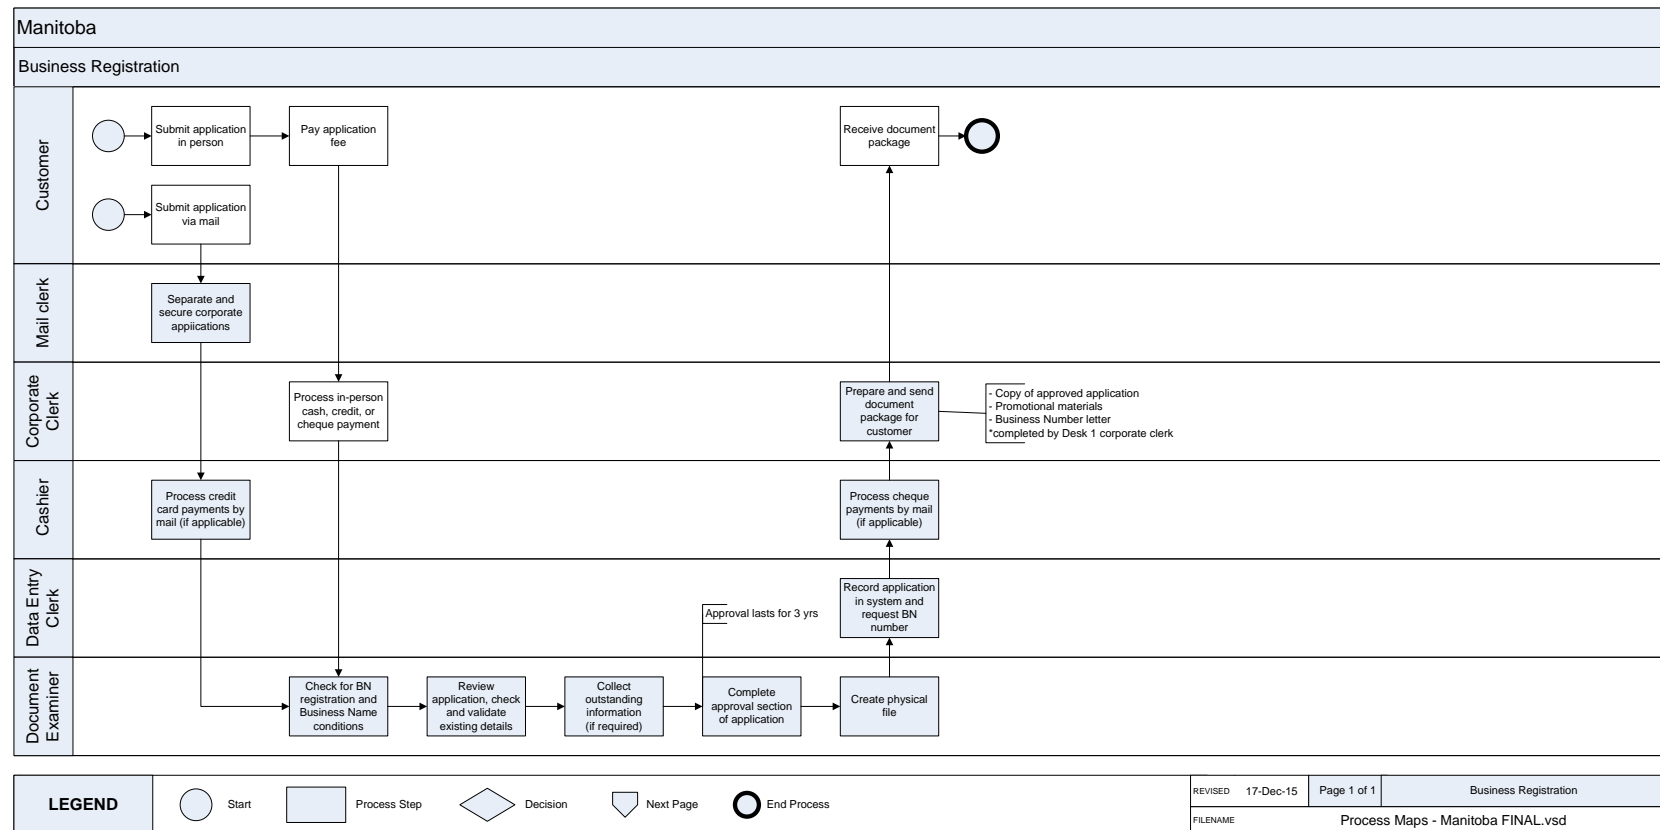 Manitoba
Business Registration
Customer
Submit application
in person
Pay application
fee
Receive document
package
Submit application
via mail
Mail clerk
Separate and
secure corporate
appiications
Corporate
Clerk
Process in-person
cash, credit, or
cheque payment
Prepare and send
document
package for
customer
- Copy of approved application
- Promotional materials
- Business Number letter
*completed by Desk 1 corporate clerk
Cashier
Process credit
card payments by
mail (if applicable)
Process cheque
payments by mail
(if applicable)
Data Entry
Clerk
Approval lasts for 3 yrs
Record application
in system and
request BN
number
Document
Examiner
Check for BN
registration and
Business Name
conditions
Review
application, check
and validate
existing details
Collect
outstanding
information
(if required)
Complete
approval section
of application
Create physical
file
LEGEND
Start
Process Step
Decision
Next Page
End Process
REVISED 17-Dec-15 Page 1 of 1 Business Registration
FILENAME Process Maps - Manitoba FINAL.vsd